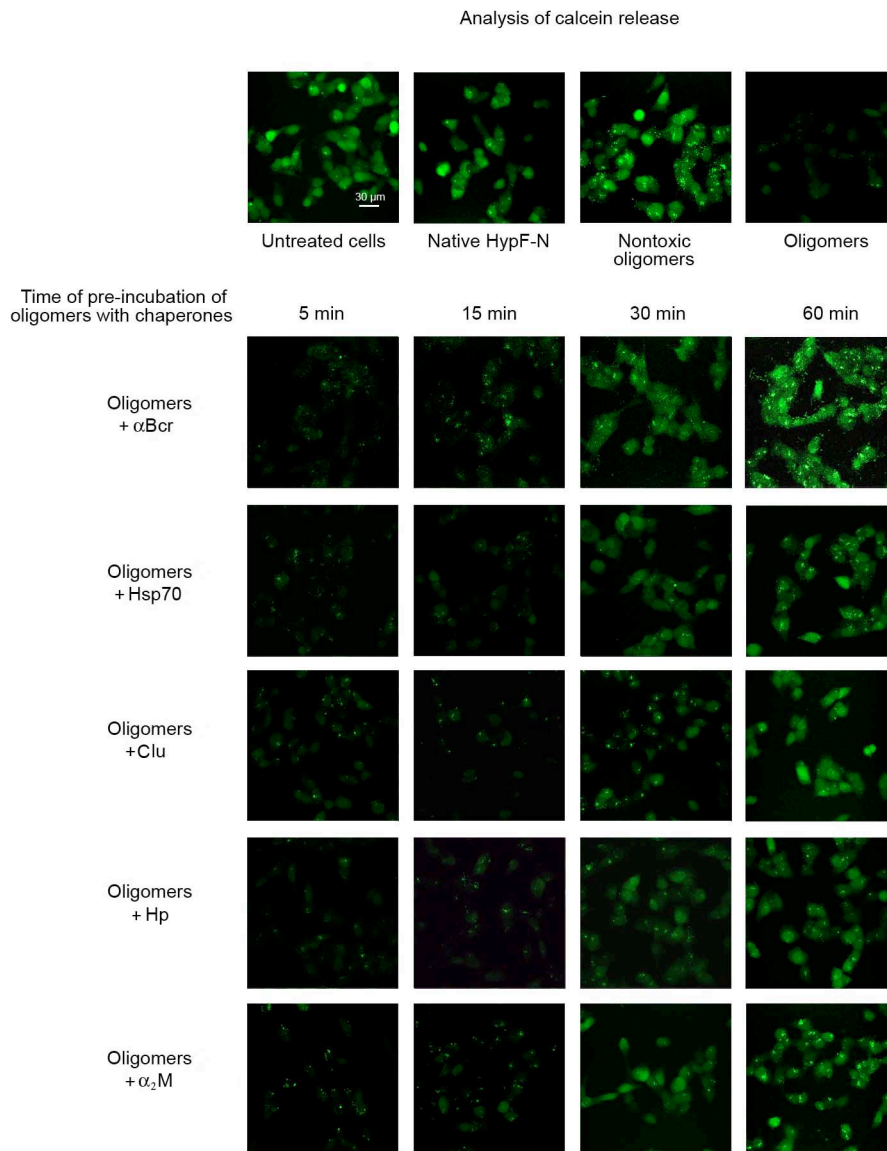 Analysis of calcein release
30 µm
Untreated cells
Native HypF-N
Nontoxic
oligomers
Oligomers
Time of pre-incubation of
oligomers with chaperones
5 min
15 min
30 min
60 min
Oligomers
+ αBcr
Oligomers
+ Hsp70
Oligomers
+Clu
Oligomers
+ Hp
Oligomers
+ α₂M